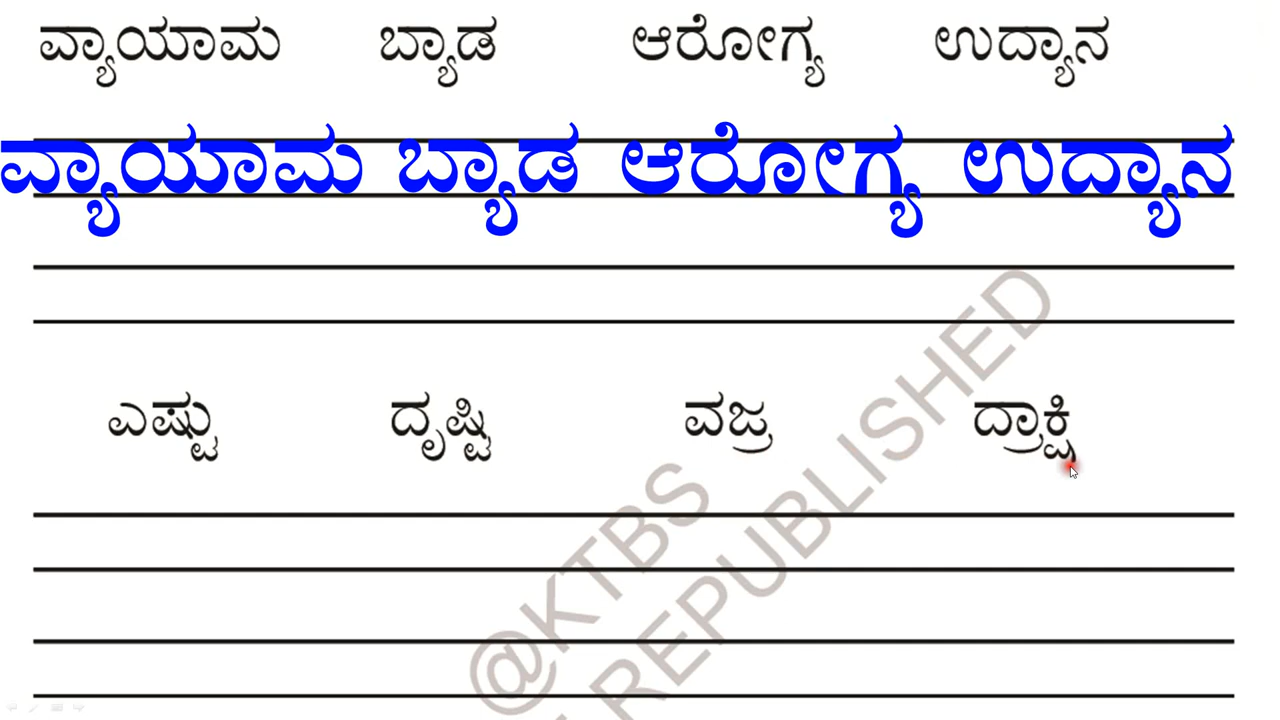 ವ್ಯಾಯಾಮ ಬ್ಯಾಡ ಆರೋಗ್ಯ ಉದ್ಯಾನ
ವ್ಯಾಯಾಮ ಬ್ಯಾಡ ಆರೋಗ್ಯ ಉದ್ಯಾನ
ಎಷ್ಟು ದೃಷ್ಟಿ ವಜ್ರ ದ್ರಾಕ್ಷಿ
@KTBS
REPUBLISHED